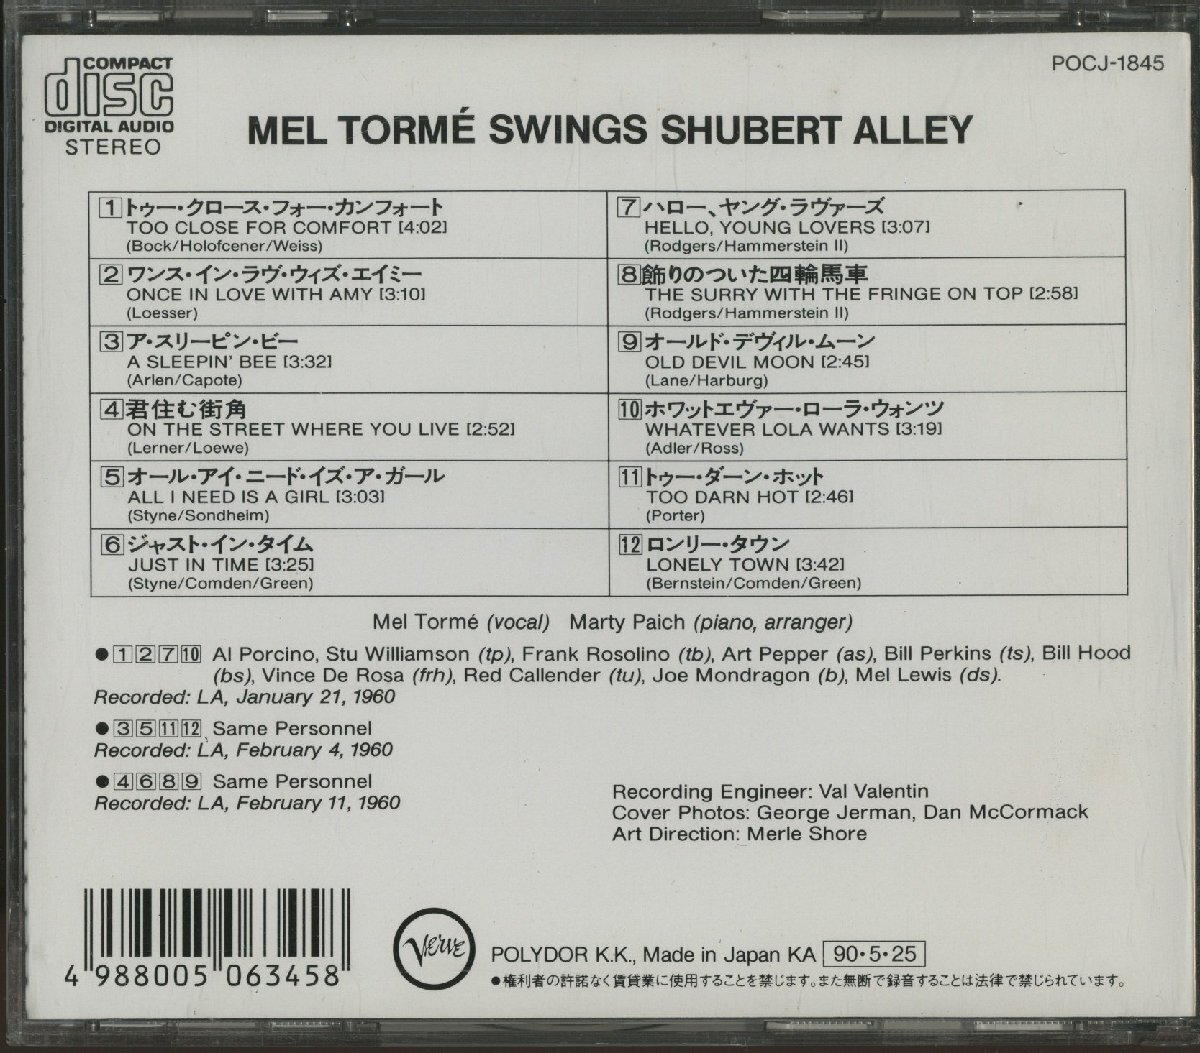 COMPACT
disc
DIGITAL AUDIO
STEREO
POCJ-1845
MEL TORMÉ SWINGS SHUBERT ALLEY
1 トゥー・クロース・フォー・カンフォート
TOO CLOSE FOR COMFORT [4:02]
(Bock/Holofcener/Weiss)
2 ワンス・イン・ラヴ・ウィズ・エイミー
ONCE IN LOVE WITH AMY [3:10]
(Loesser)
3 ア・スリーピン・ビー
A SLEEPIN' BEE [3:32]
(Arlen/Capote)
4 君住む街角
ON THE STREET WHERE YOU LIVE [2:52]
(Lerner/Loewe)
5 オール・アイ・ニード・イズ・ア・ガール
ALL I NEED IS A GIRL [3:03]
(Styne/Sondheim)
6 ジャスト・イン・タイム
JUST IN TIME [3:25]
(Styne/Comden/Green)
7 ハロー、ヤング・ラヴァーズ
HELLO, YOUNG LOVERS [3:07]
(Rodgers/Hammerstein II)
8 飾りのついた四輪馬車
THE SURRY WITH THE FRINGE ON TOP [2:58]
(Rodgers/Hammerstein II)
9 オールド・デヴィル・ムーン
OLD DEVIL MOON [2:45]
(Lane/Harburg)
10 ホワットエヴァー・ローラ・ウォンツ
WHATEVER LOLA WANTS [3:19]
(Adler/Ross)
11 トゥー・ダーン・ホット
TOO DARN HOT [2:46]
(Porter)
12 ロンリー・タウン
LONELY TOWN [3:42]
(Bernstein/Comden/Green)
Mel Tormé (vocal) Marty Paich (piano, arranger)
●1 2 7 10 Al Porcino, Stu Williamson (tp), Frank Rosolino (tb), Art Pepper (as), Bill Perkins (ts), Bill Hood
(bs), Vince De Rosa (frh), Red Callender (tu), Joe Mondragon (b), Mel Lewis (ds).
Recorded: LA, January 21, 1960
●3 5 11 12 Same Personnel
Recorded: LA, February 4, 1960
●4 6 8 9 Same Personnel
Recorded: LA, February 11, 1960
Recording Engineer: Val Valentin
Cover Photos: George Jerman, Dan McCormack
Art Direction: Merle Shore
4 988005 063458
Verve
POLYDOR K.K., Made in Japan KA 90・5・25
●権利者の許諾なく賃貸業に使用することを禁じます。また無断で録音することは法律で禁じられています。